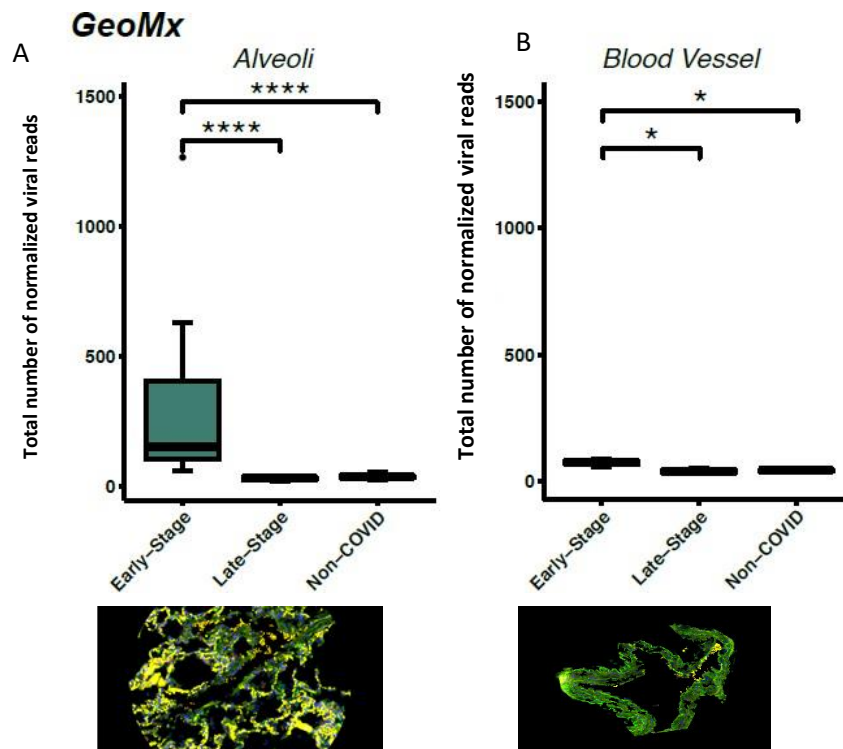 GeoMx
A
Alveoli
Total number of normalized viral reads
1500
1000
500
0
****
****
Early-Stage
Late-Stage
Non-COVID
B
Blood Vessel
Total number of normalized viral reads
1500
1000
500
0
*
*
Early-Stage
Late-Stage
Non-COVID